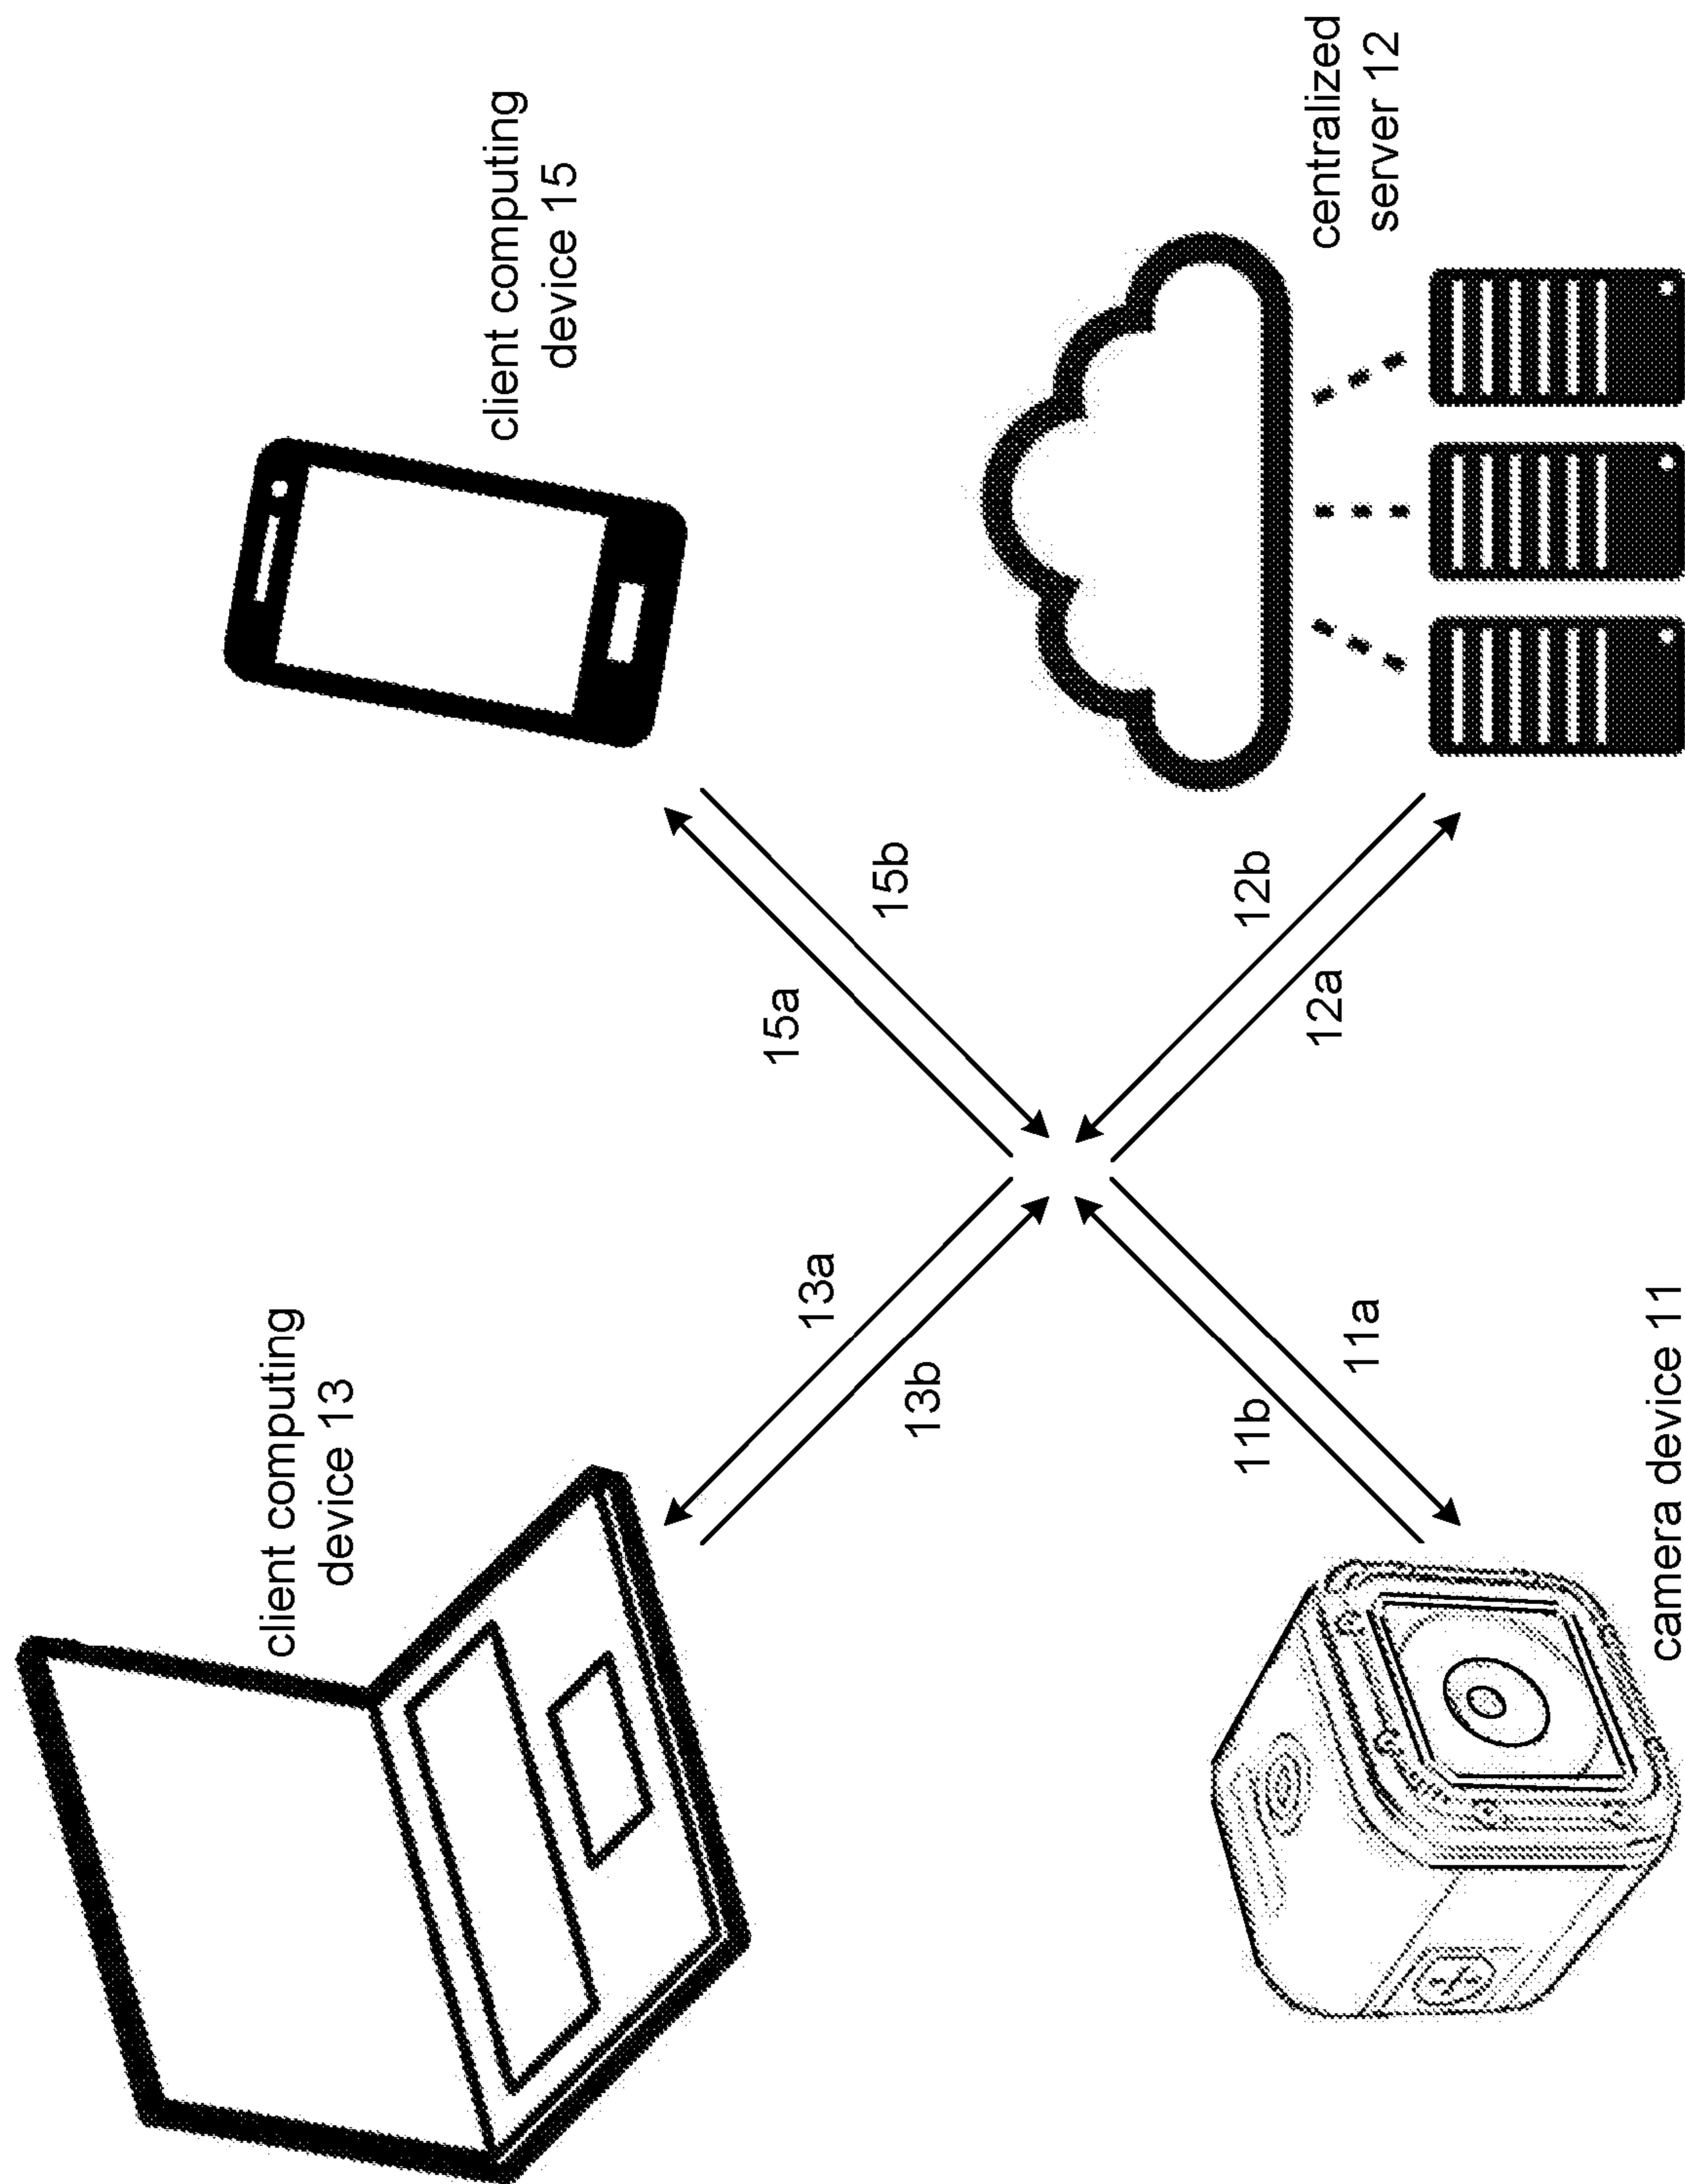 client computing
device 13
client computing
device 15
13a
13b
15a
15b
11b
11a
12b
12a
camera device 11
centralized
server 12